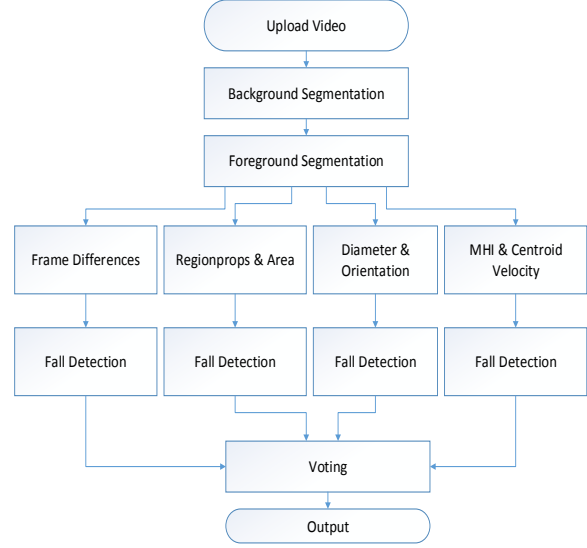 Upload Video
Background Segmentation
Foreground Segmentation
Frame Differences
Regionprops & Area
Diameter &
Orientation
MHI & Centroid
Velocity
Fall Detection
Fall Detection
Fall Detection
Fall Detection
Voting
Output